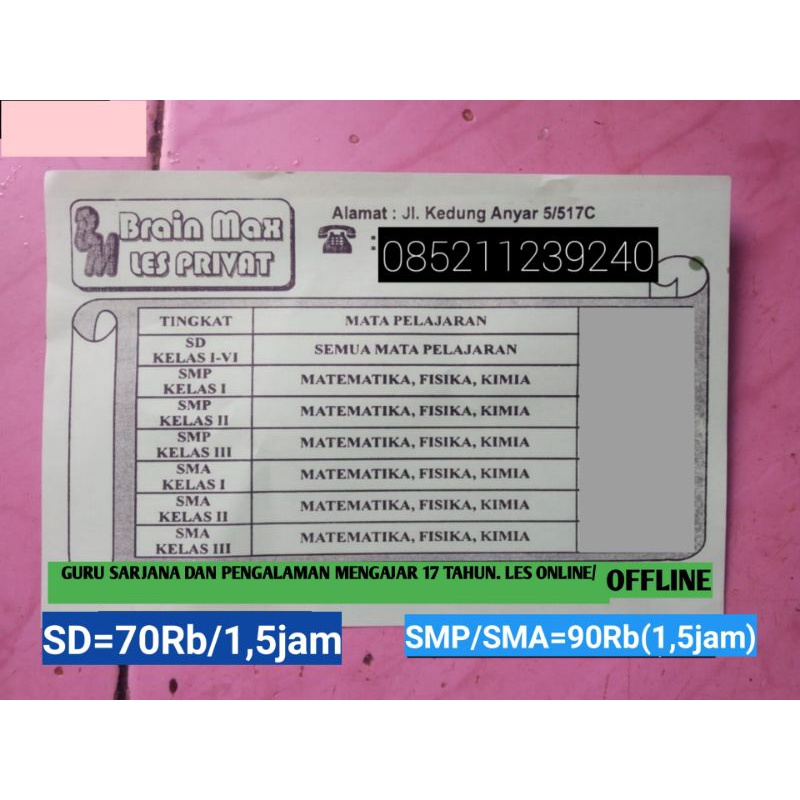 BM Brain Max
LES PRIVAT
Alamat : Jl. Kedung Anyar 5/517C
: 085211239240
TINGKAT MATA PELAJARAN
SD
KELAS I-VI SEMUA MATA PELAJARAN
SMP
KELAS I MATEMATIKA, FISIKA, KIMIA
SMP
KELAS II MATEMATIKA, FISIKA, KIMIA
SMP
KELAS III MATEMATIKA, FISIKA, KIMIA
SMA
KELAS I MATEMATIKA, FISIKA, KIMIA
SMA
KELAS II MATEMATIKA, FISIKA, KIMIA
SMA
KELAS III MATEMATIKA, FISIKA, KIMIA
GURU SARJANA DAN PENGALAMAN MENGAJAR 17 TAHUN. LES ONLINE/ OFFLINE
SD=70Rb/1,5jam
SMP/SMA=90Rb(1,5jam)